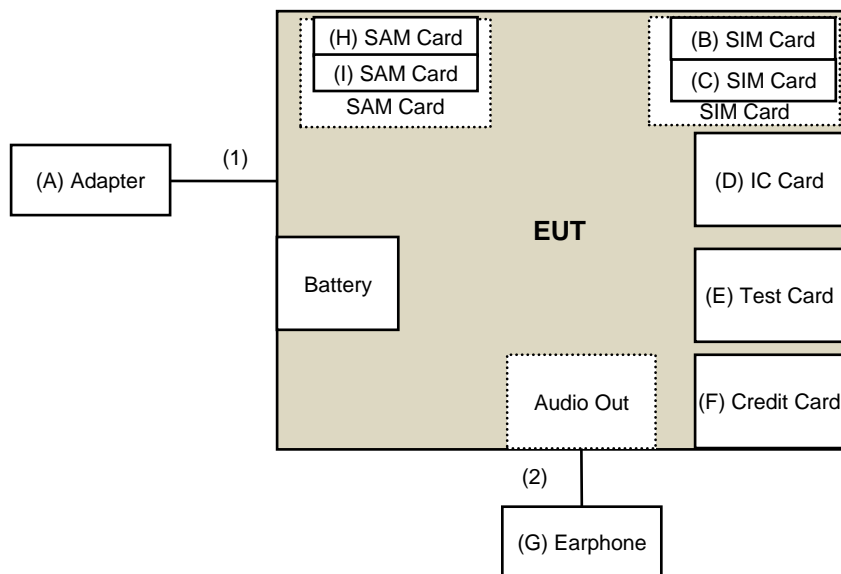 (H) SAM Card
(I) SAM Card
SAM Card
(B) SIM Card
(C) SIM Card
SIM Card
(A) Adapter
(1)
(D) IC Card
EUT
Battery
(E) Test Card
Audio Out
(F) Credit Card
(2)
(G) Earphone